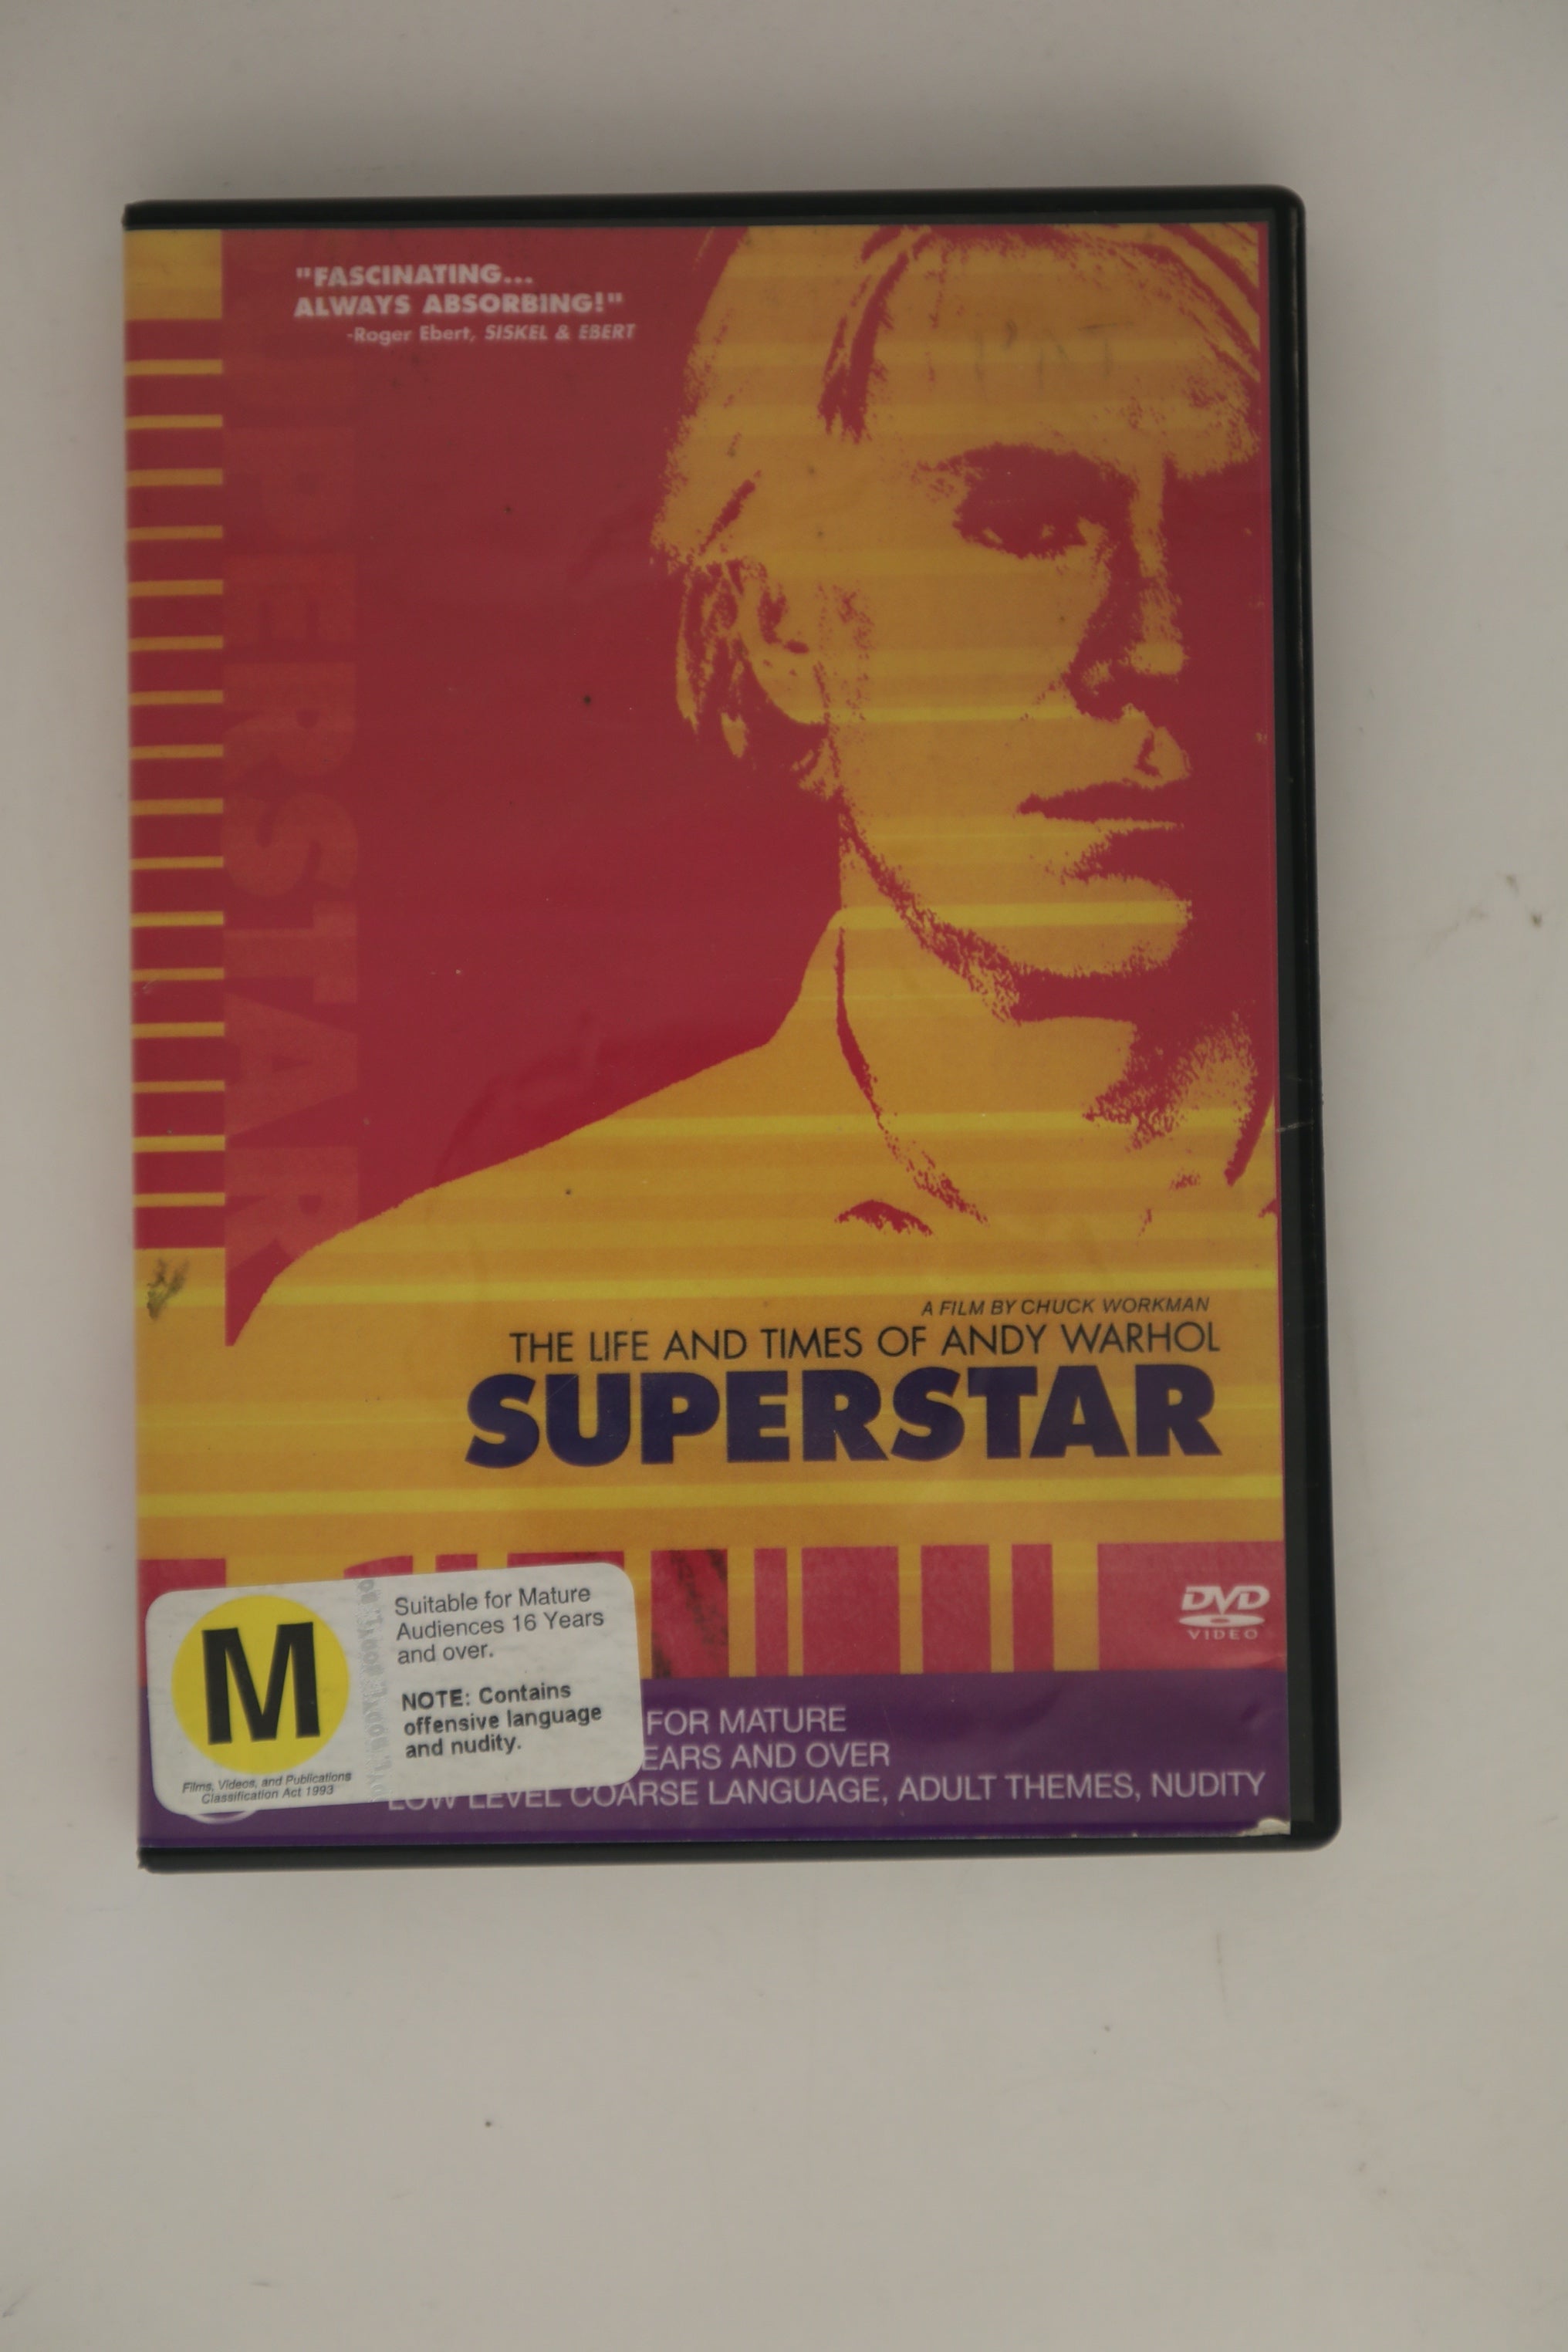 "FASCINATING...
ALWAYS ABSORBING!"
-Roger Ebert, SISKEL & EBERT
UPERSTAR
A FILM BY CHUCK WORKMAN
THE LIFE AND TIMES OF ANDY WARHOL
SUPERSTAR
DVD
VIDEO
M
Films, Videos, and Publications
Classification Act 1993
Suitable for Mature
Audiences 16 Years
and over.
NOTE: Contains
offensive language
and nudity.
FOR MATURE
EARS AND OVER
LOW LEVEL COARSE LANGUAGE, ADULT THEMES, NUDITY